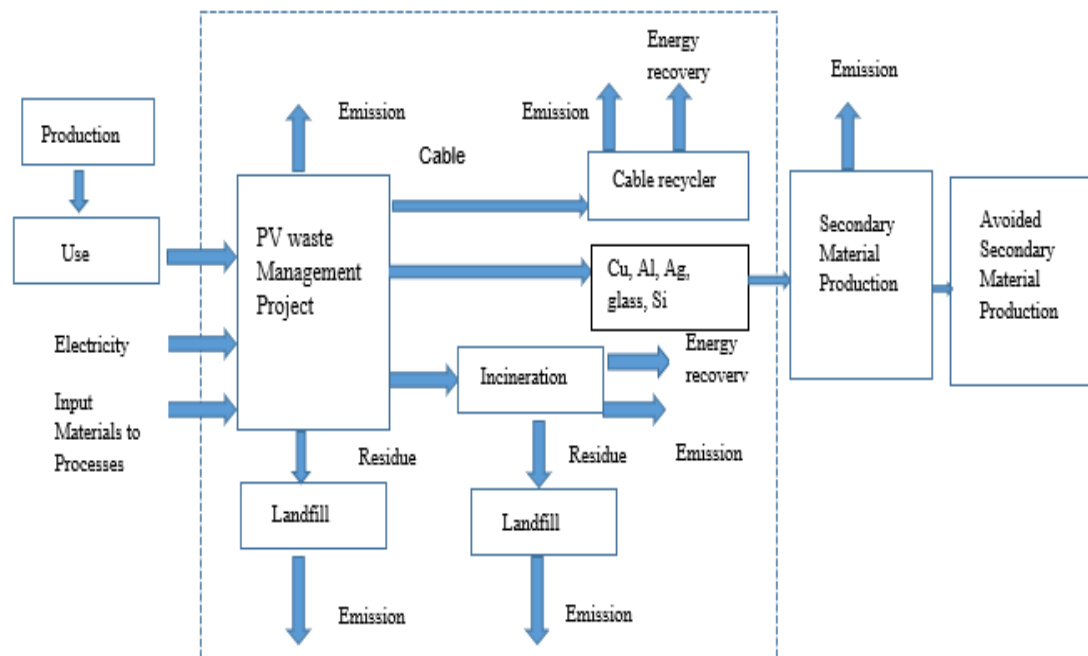 Energy
recovery
Emission
Emission
Emission
Production
Cable
Cable recycler
Use
PV waste
Management
Project
Secondary
Material
Production
Avoided
Secondary
Material
Production
Cu, Al, Ag,
glass, Si
Electricity
Energy
recovery
Incineration
Input
Materials to
Processes
Residue
Residue
Emission
Landfill
Landfill
Emission
Emission